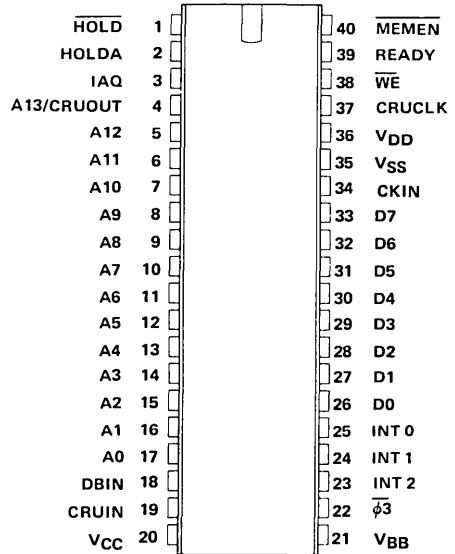 HOLD 1 40 MEMEN
HOLDA 2 39 READY
IAQ 3 38 WE
A13/CRUOUT 4 37 CRUCLK
A12 5 36 VDD
A11 6 35 VSS
A10 7 34 CKIN
A9 8 33 D7
A8 9 32 D6
A7 10 31 D5
A6 11 30 D4
A5 12 29 D3
A4 13 28 D2
A3 14 27 D1
A2 15 26 D0
A1 16 25 INT 0
A0 17 24 INT 1
DBIN 18 23 INT 2
CRUIN 19 22 ϕ3
VCC 20 21 VBB